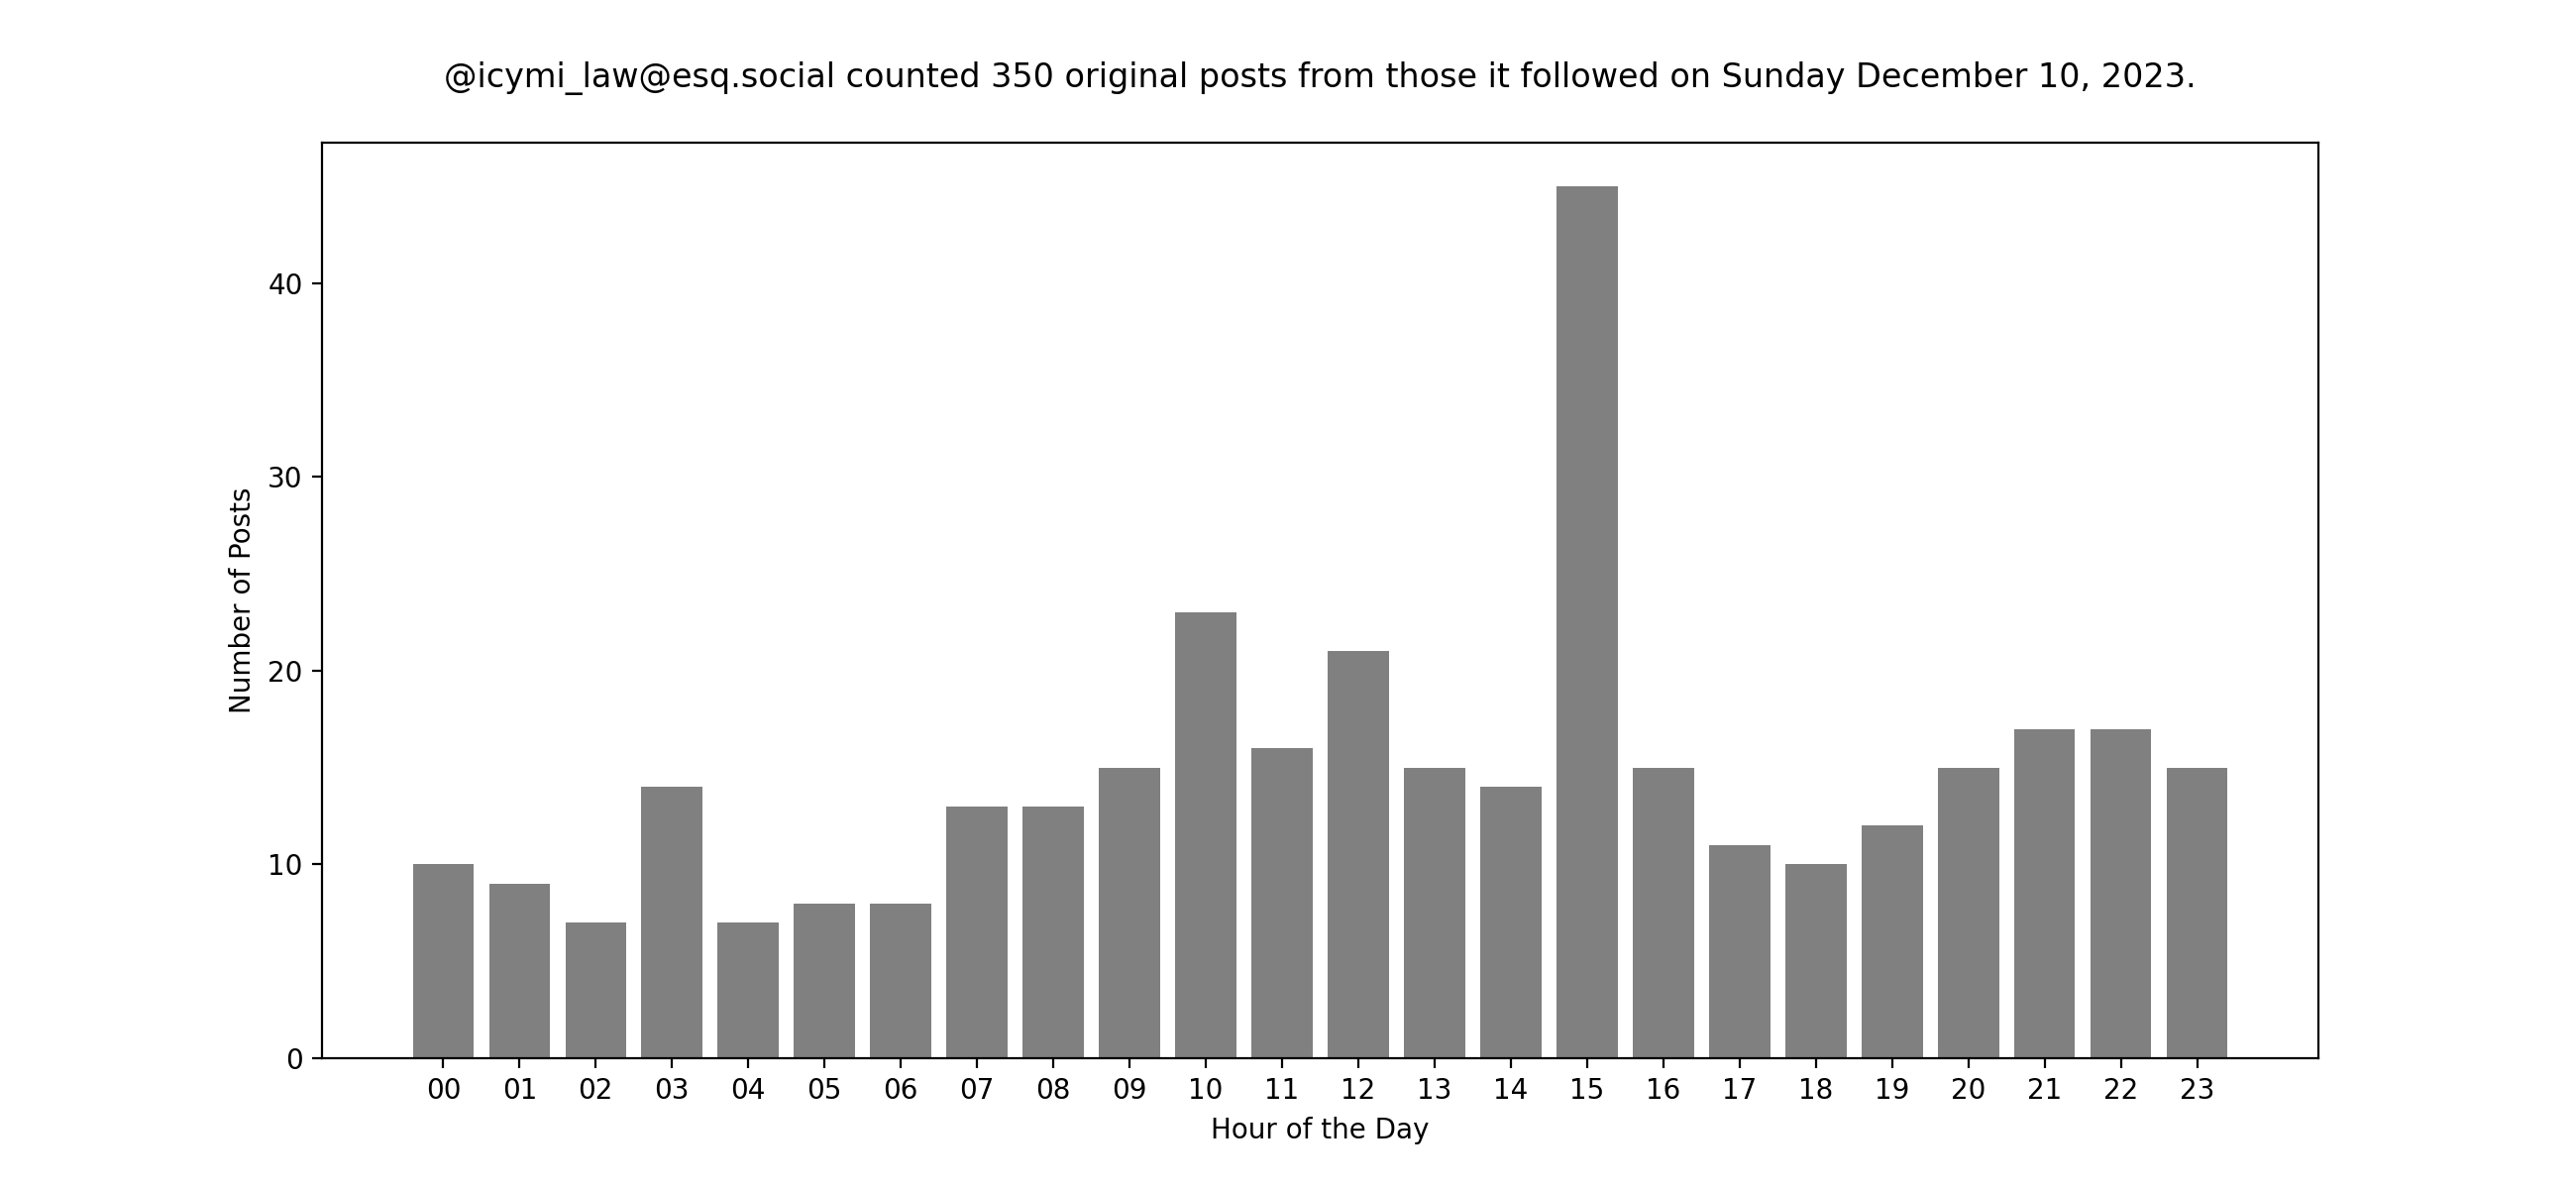 @icymi_law@esq.social counted 350 original posts from those it followed on Sunday December 10, 2023.
Number of Posts
40
30
20
10
0
00 01 02 03 04 05 06 07 08 09 10 11 12 13 14 15 16 17 18 19 20 21 22 23
Hour of the Day